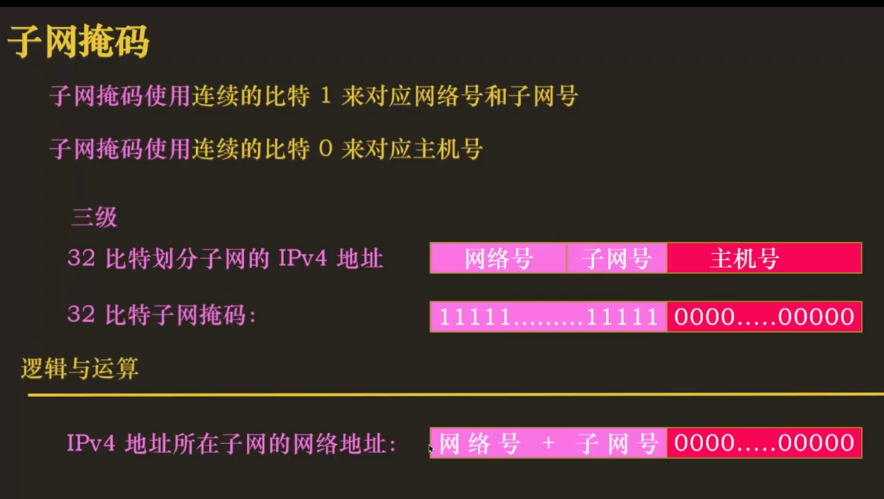 子网掩码
子网掩码使用连续的比特 1 来对应网络号和子网号
子网掩码使用连续的比特 0 来对应主机号
三级
32 比特划分子网的 IPv4 地址 网络号 子网号 主机号
32 比特子网掩码: 11111.........11111 0000.....00000
逻辑与运算
IPv4 地址所在子网的网络地址: 网络号 + 子网号 0000.....00000